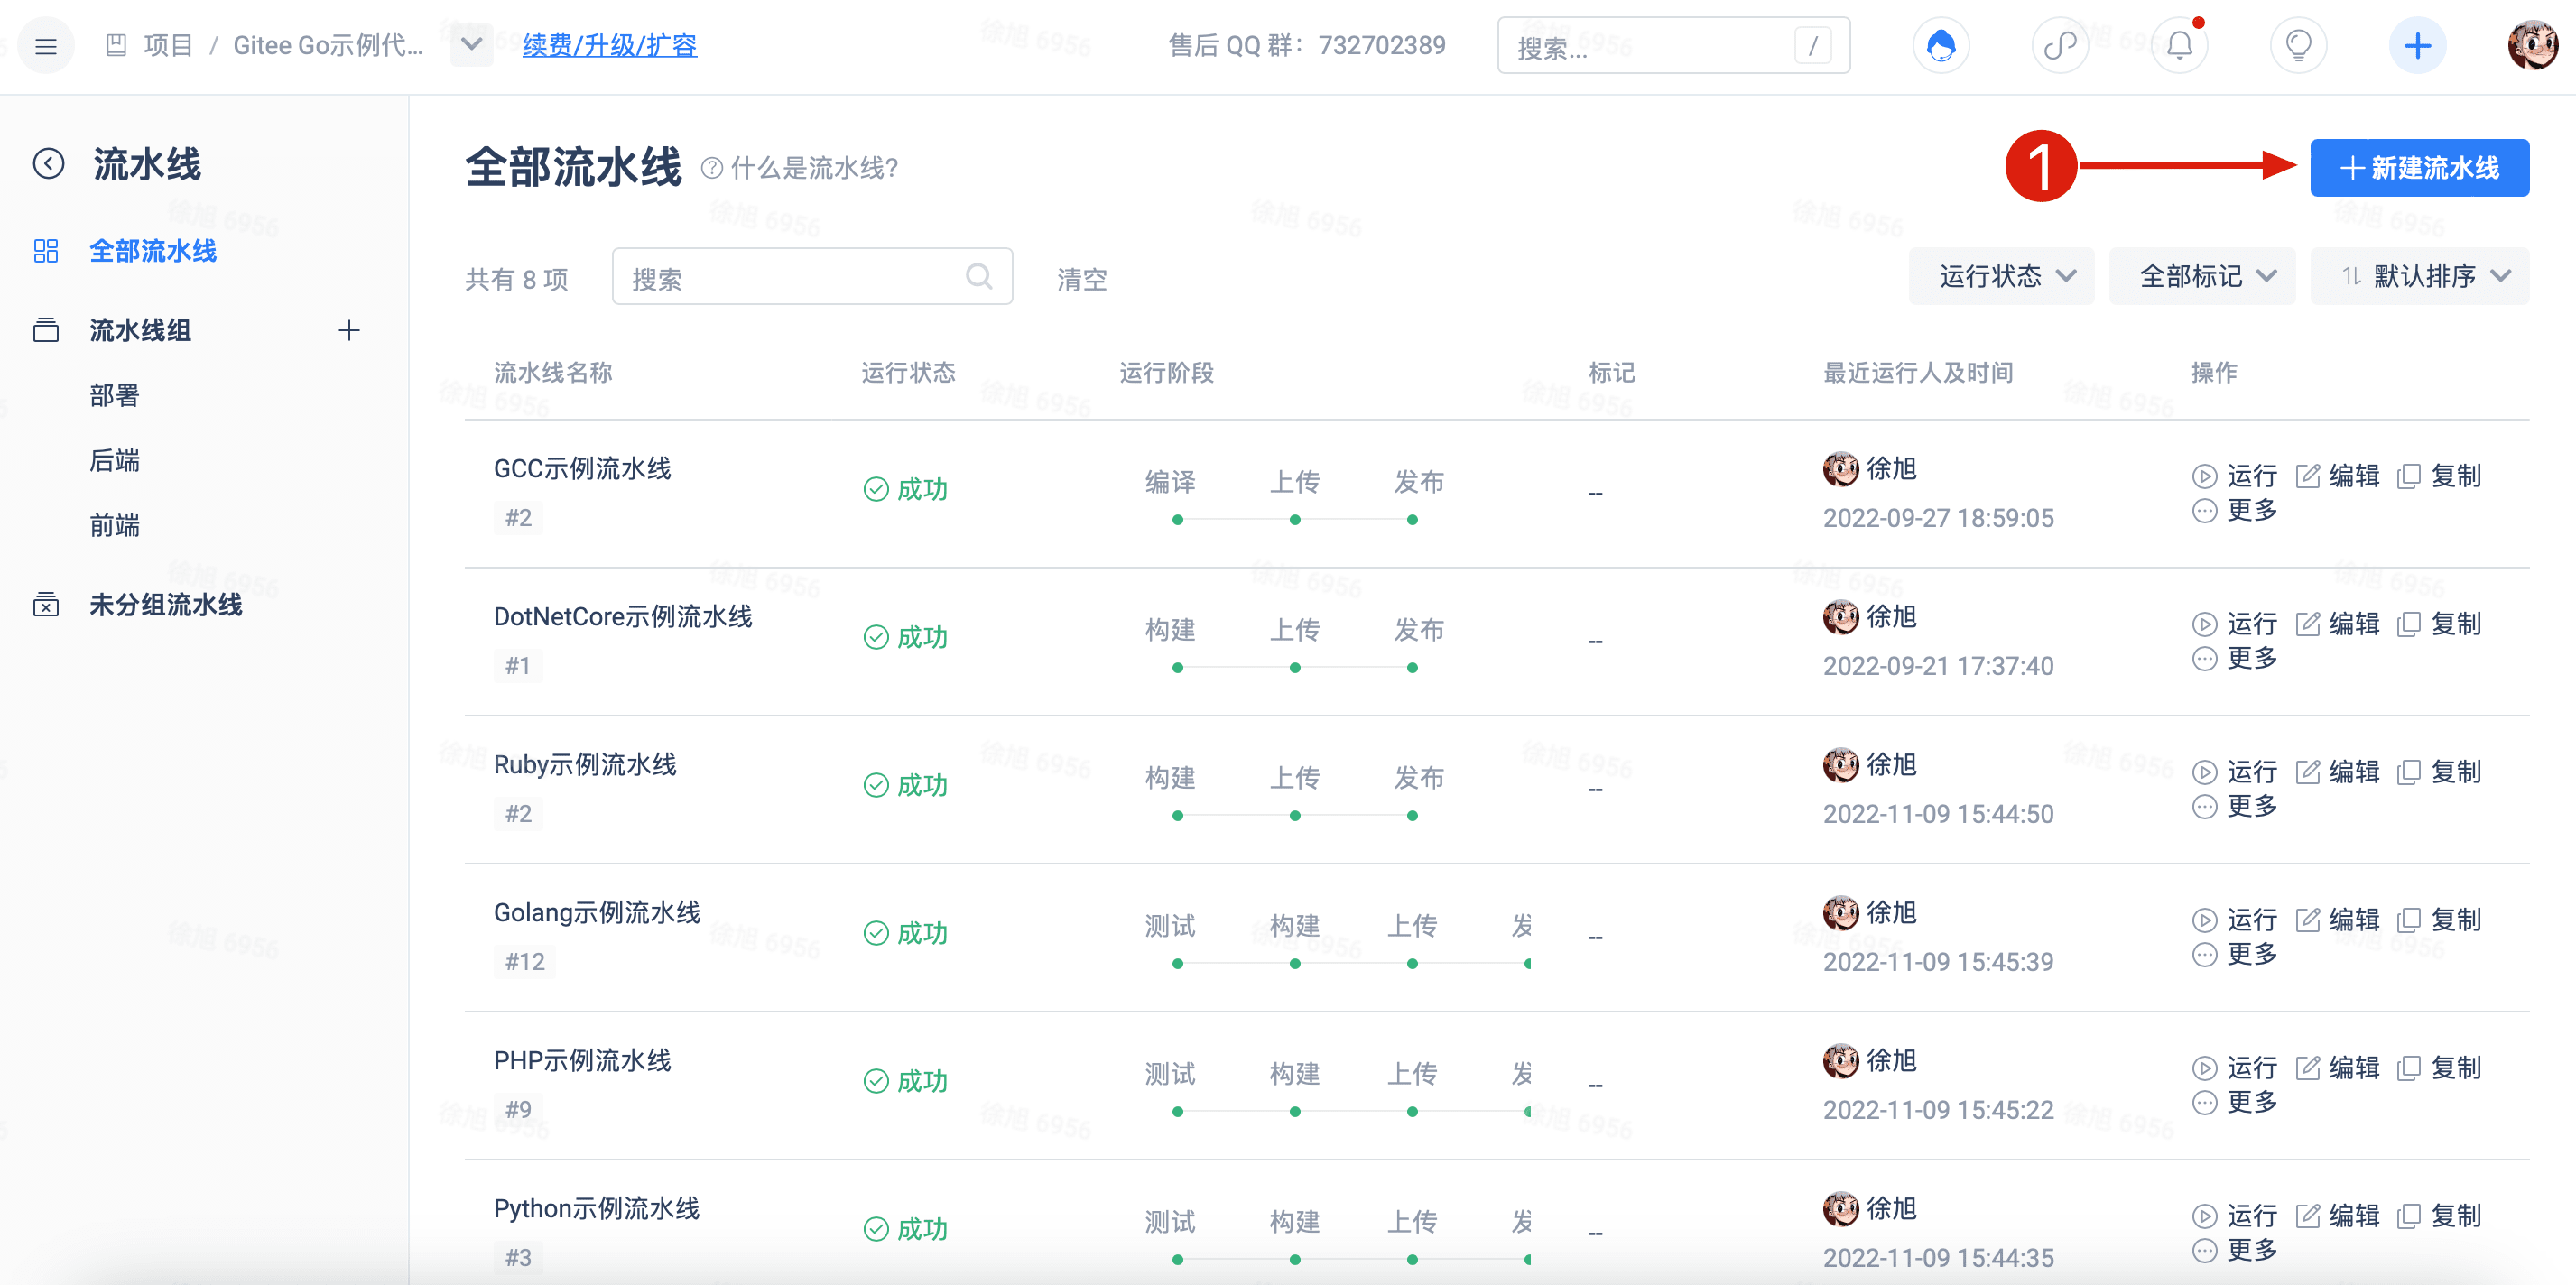 项目 / Gitee Go示例代... 续费/升级/扩容 售后 QQ 群：732702389 搜索... /
流水线
全部流水线
流水线组
部署
后端
前端
未分组流水线
全部流水线 什么是流水线?
1 新建流水线
共有 8 项 搜索 清空 运行状态 全部标记 默认排序
流水线名称 运行状态 运行阶段 标记 最近运行人及时间 操作
GCC示例流水线 #2 成功 编译 上传 发布 -- 徐旭 2022-09-27 18:59:05 运行 编辑 复制 更多
DotNetCore示例流水线 #1 成功 构建 上传 发布 -- 徐旭 2022-09-21 17:37:40 运行 编辑 复制 更多
Ruby示例流水线 #2 成功 构建 上传 发布 -- 徐旭 2022-11-09 15:44:50 运行 编辑 复制 更多
Golang示例流水线 #12 成功 测试 构建 上传 发 -- 徐旭 2022-11-09 15:45:39 运行 编辑 复制 更多
PHP示例流水线 #9 成功 测试 构建 上传 发 -- 徐旭 2022-11-09 15:45:22 运行 编辑 复制 更多
Python示例流水线 #3 成功 测试 构建 上传 发 -- 徐旭 2022-11-09 15:44:35 运行 编辑 复制 更多
徐旭 6956